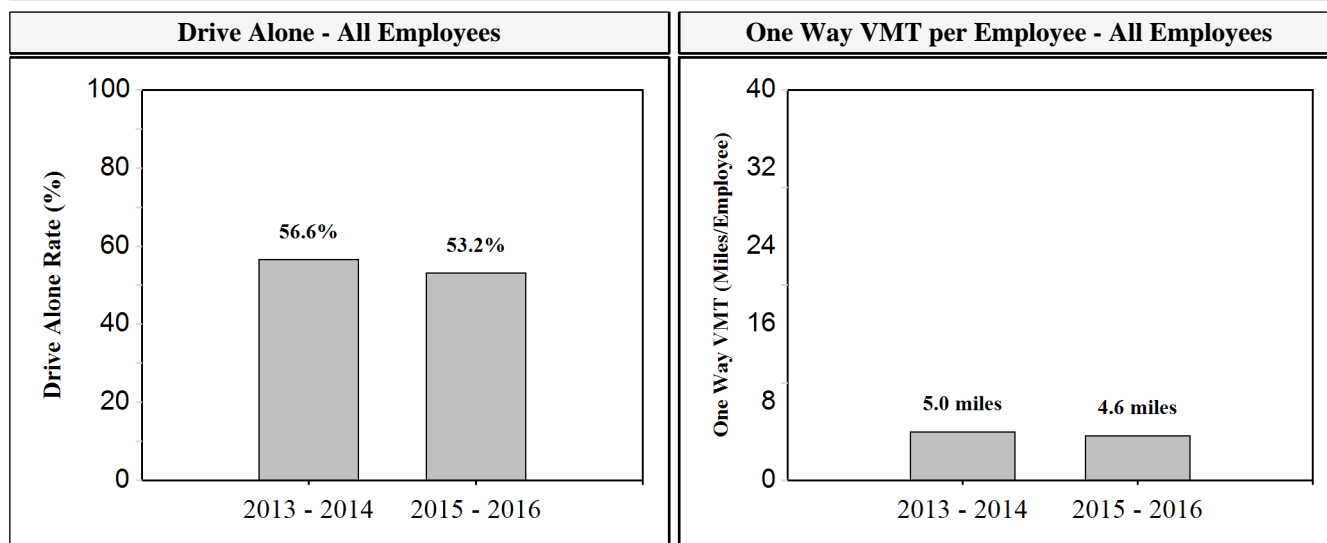 Drive Alone - All Employees
One Way VMT per Employee - All Employees
Drive Alone Rate (%)
100
80
60
40
20
0
56.6%
53.2%
2013 - 2014
2015 - 2016
One Way VMT (Miles/Employee)
40
32
24
16
8
0
5.0 miles
4.6 miles
2013 - 2014
2015 - 2016